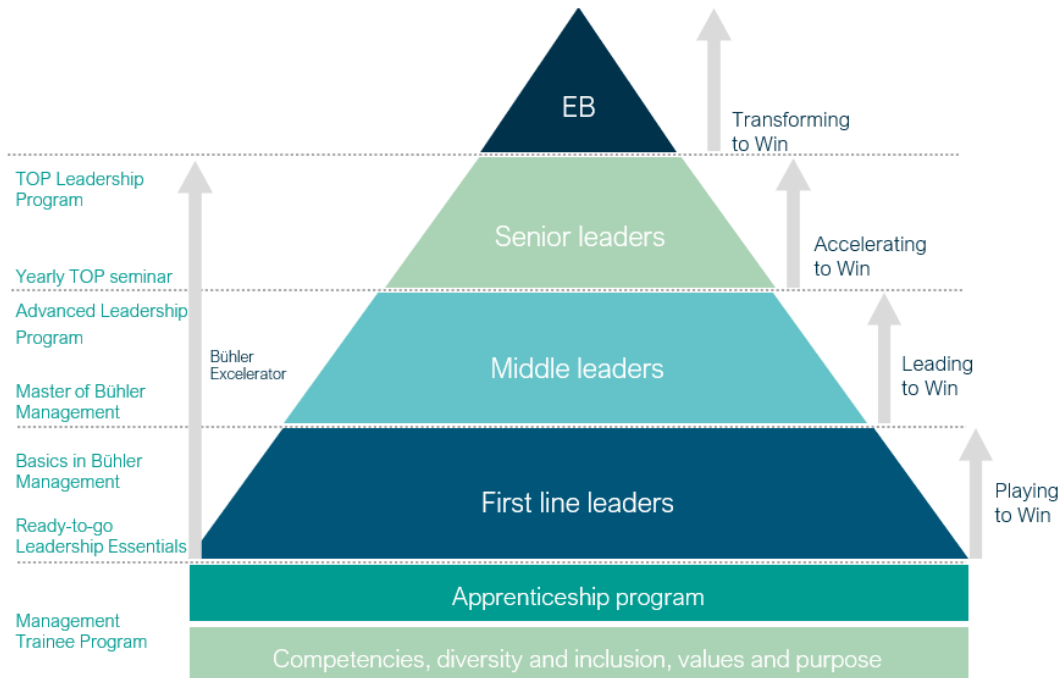 EB
Transforming
to Win
TOP Leadership
Program
Senior leaders
Accelerating
to Win
Yearly TOP seminar
Advanced Leadership
Program
Bühler
Excelerator
Middle leaders
Leading
to Win
Master of Bühler
Management
Basics in Bühler
Management
First line leaders
Playing
to Win
Ready-to-go
Leadership Essentials
Apprenticeship program
Management
Trainee Program
Competencies, diversity and inclusion, values and purpose